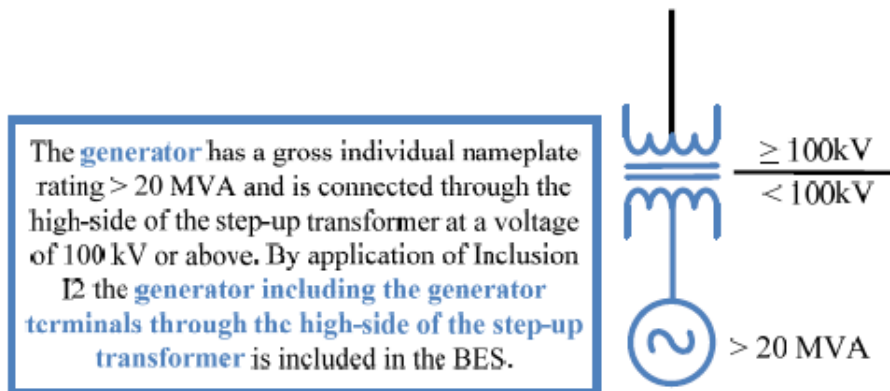 The generator has a gross individual nameplate
rating > 20 MVA and is connected through the
high-side of the step-up transformer at a voltage
of 100 kV or above. By application of Inclusion
I2 the generator including the generator
terminals through the high-side of the step-up
transformer is included in the BES.
≥ 100kV
< 100kV
> 20 MVA